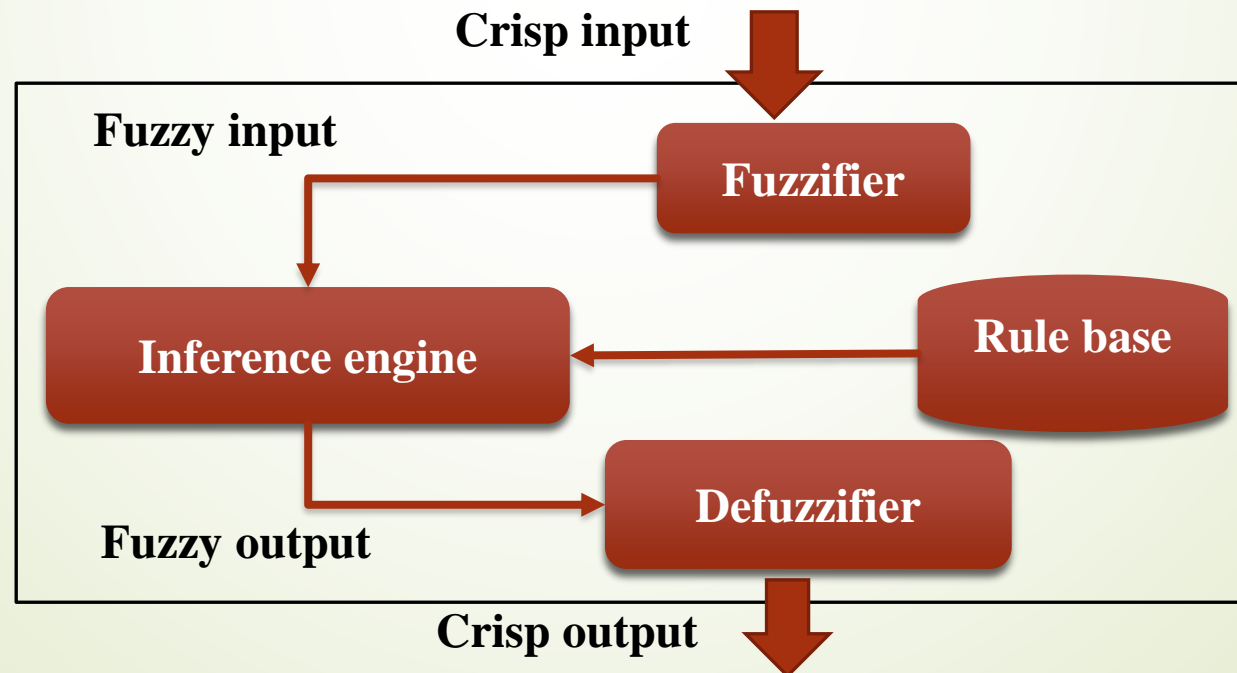 Crisp input
Fuzzy input
Fuzzifier
Inference engine
Rule base
Defuzzifier
Fuzzy output
Crisp output